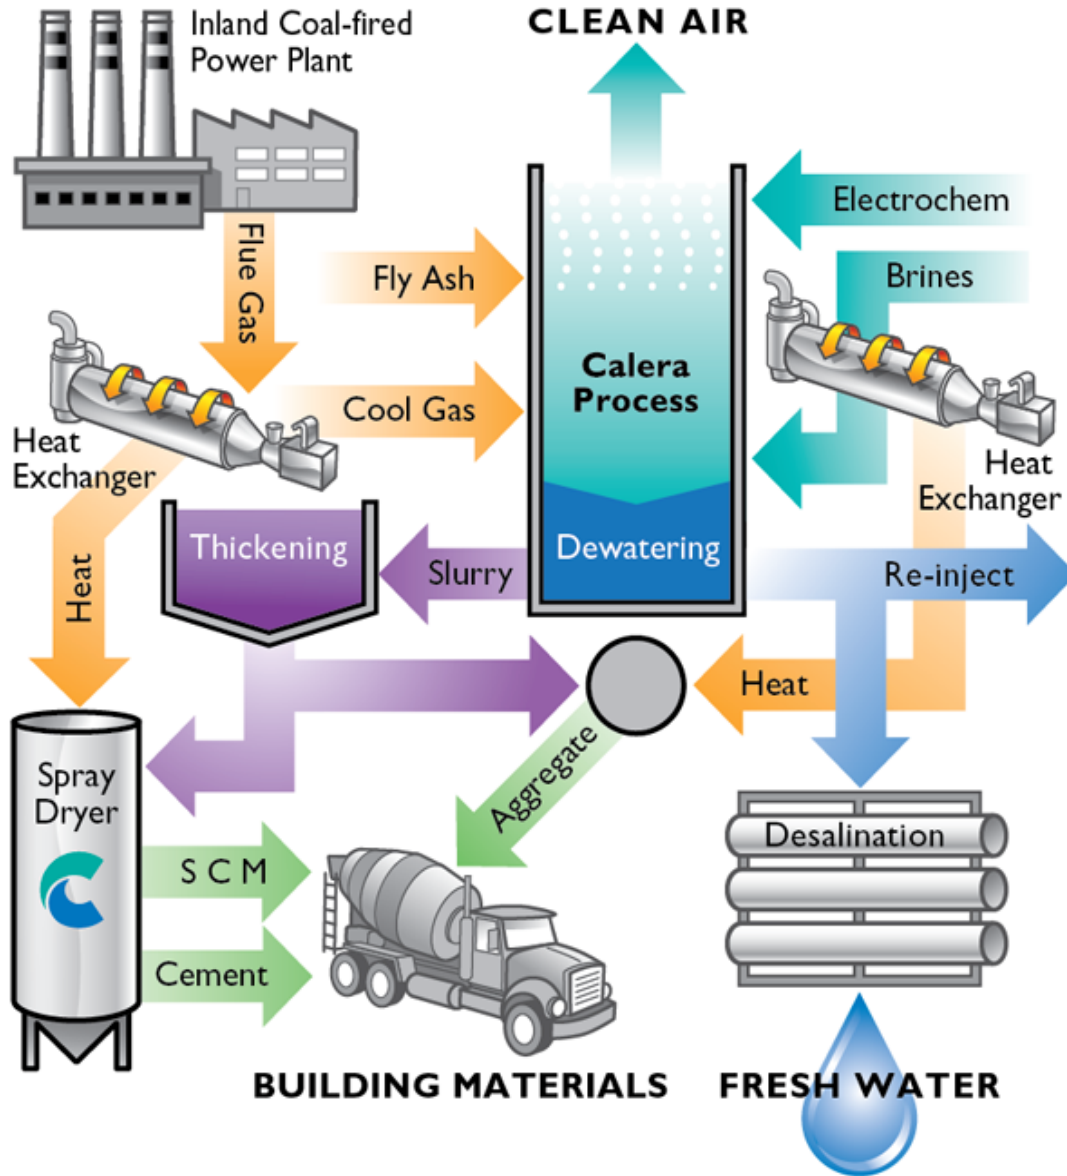 Inland Coal-fired
Power Plant
CLEAN AIR
Electrochem
Flue Gas
Fly Ash
Brines
Calera
Process
Cool Gas
Heat
Exchanger
Heat
Exchanger
Thickening
Slurry
Dewatering
Re-inject
Heat
Heat
Aggregate
Spray
Dryer
Desalination
S C M
Cement
BUILDING MATERIALS
FRESH WATER